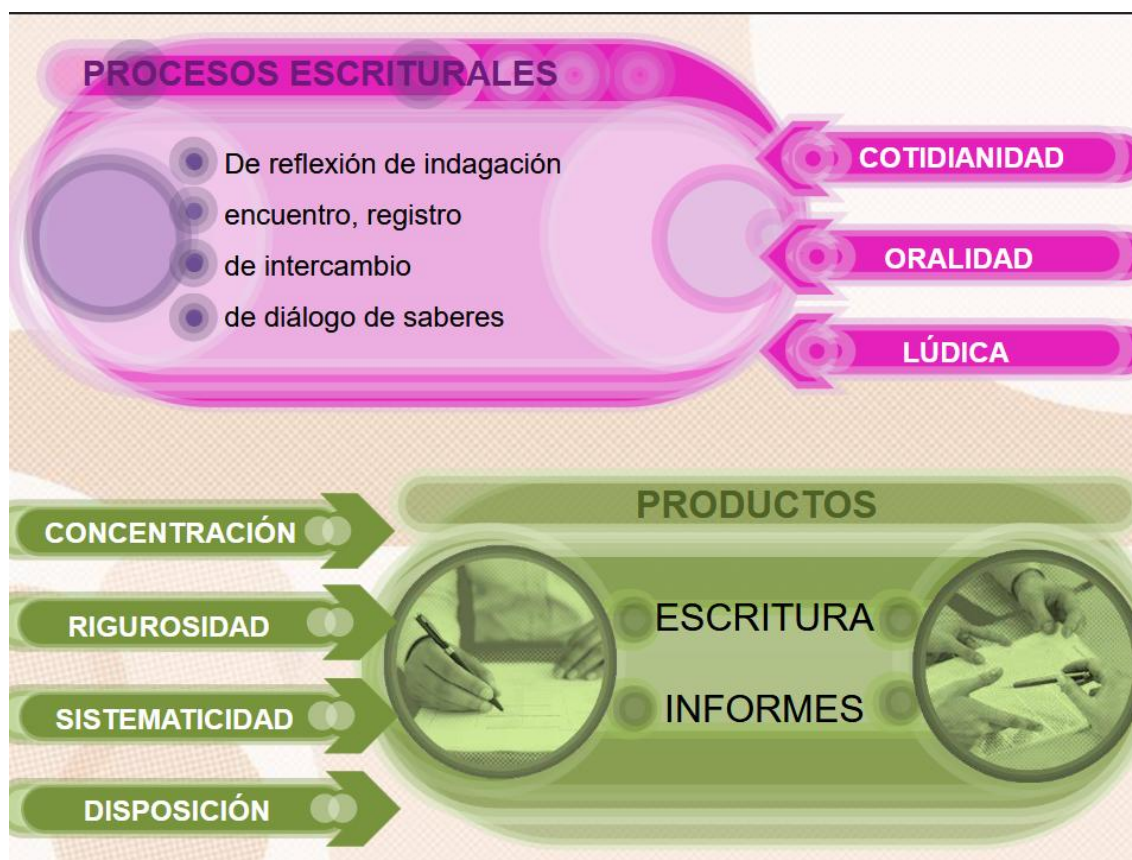 PROCESOS ESCRITURALES
De reflexión de indagación
encuentro, registro
de intercambio
de diálogo de saberes
COTIDIANIDAD
ORALIDAD
LÚDICA
PRODUCTOS
CONCENTRACIÓN
RIGUROSIDAD
SISTEMATICIDAD
DISPOSICIÓN
ESCRITURA
INFORMES